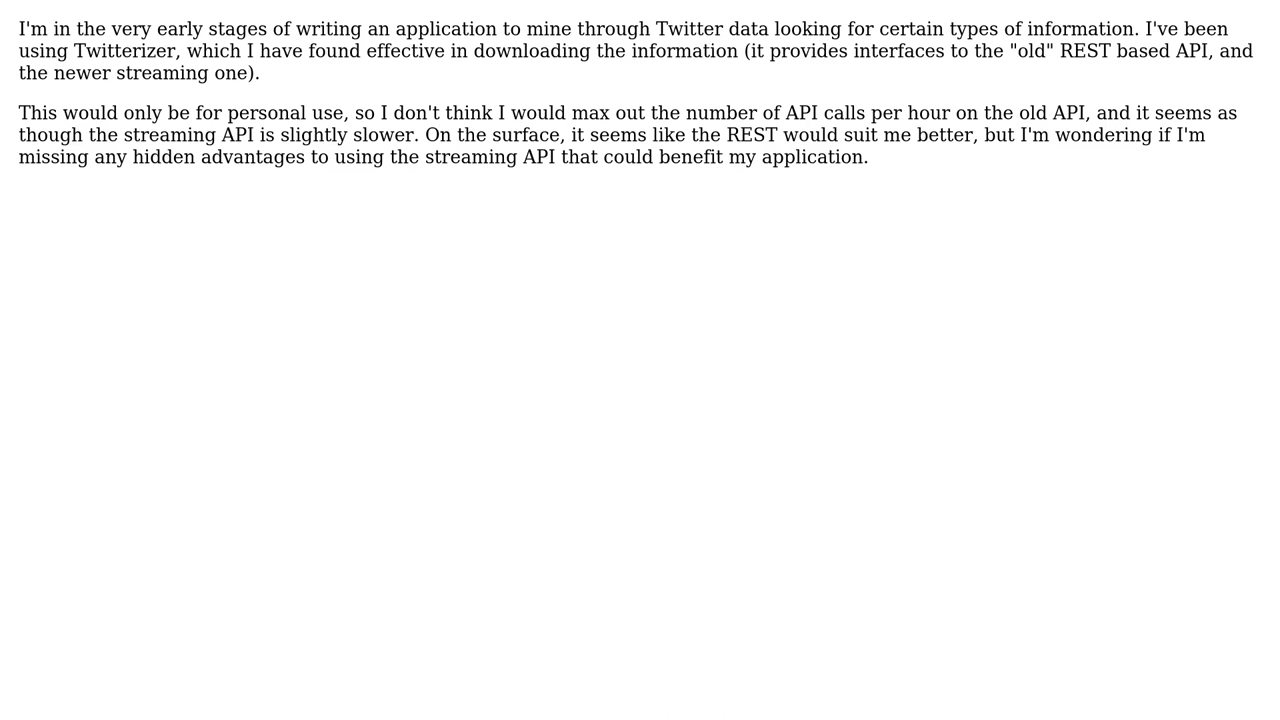 I'm in the very early stages of writing an application to mine through Twitter data looking for certain types of information. I've been
using Twitterizer, which I have found effective in downloading the information (it provides interfaces to the "old" REST based API, and
the newer streaming one).
This would only be for personal use, so I don't think I would max out the number of API calls per hour on the old API, and it seems as
though the streaming API is slightly slower. On the surface, it seems like the REST would suit me better, but I'm wondering if I'm
missing any hidden advantages to using the streaming API that could benefit my application.